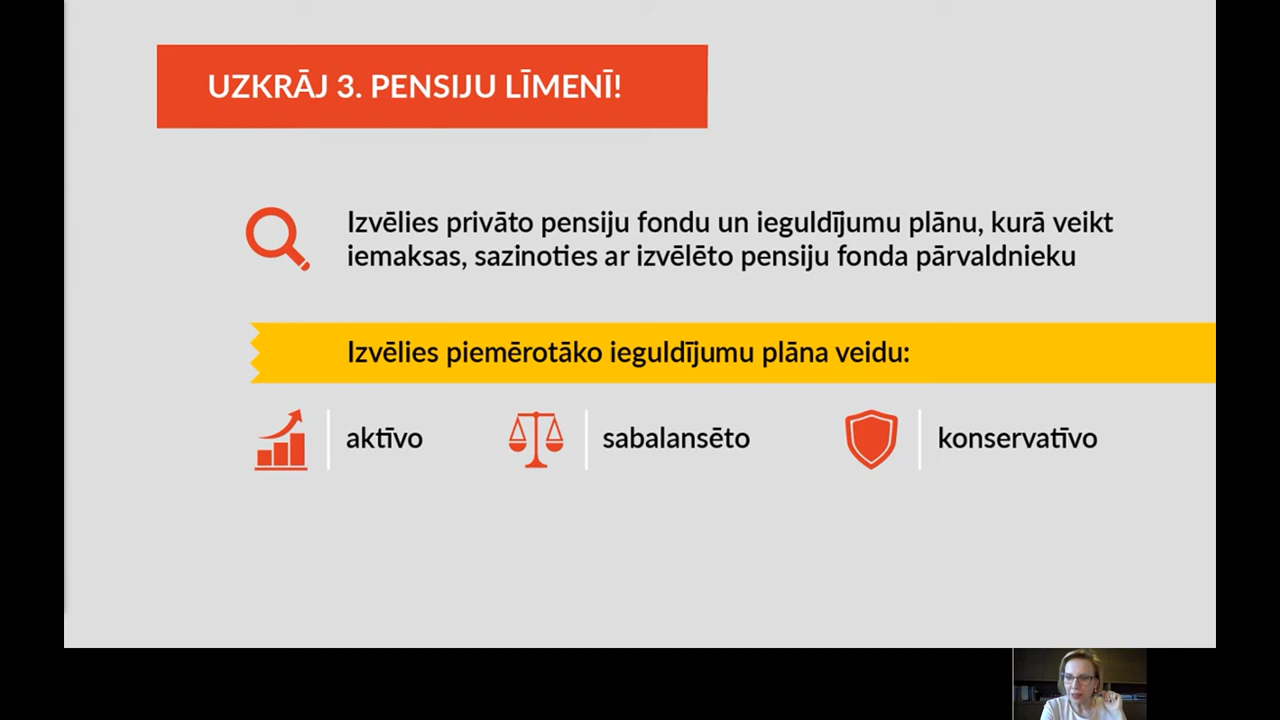 UZKRĀJ 3. PENSIJU LĪMENĪ!
Izvēlies privāto pensiju fondu un ieguldījumu plānu, kurā veikt
iemaksas, sazinoties ar izvēlēto pensiju fonda pārvaldnieku
Izvēlies piemērotāko ieguldījumu plāna veidu:
aktīvo
sabalansēto
konservatīvo